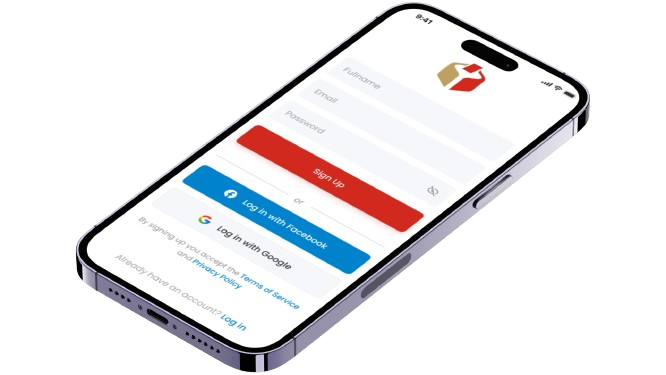 9:41
Fullname
Email
Password
Sign Up
or
Log in with Facebook
Log in with Google
By signing up you accept the Terms of Service
and Privacy Policy
Already have an account? Log in